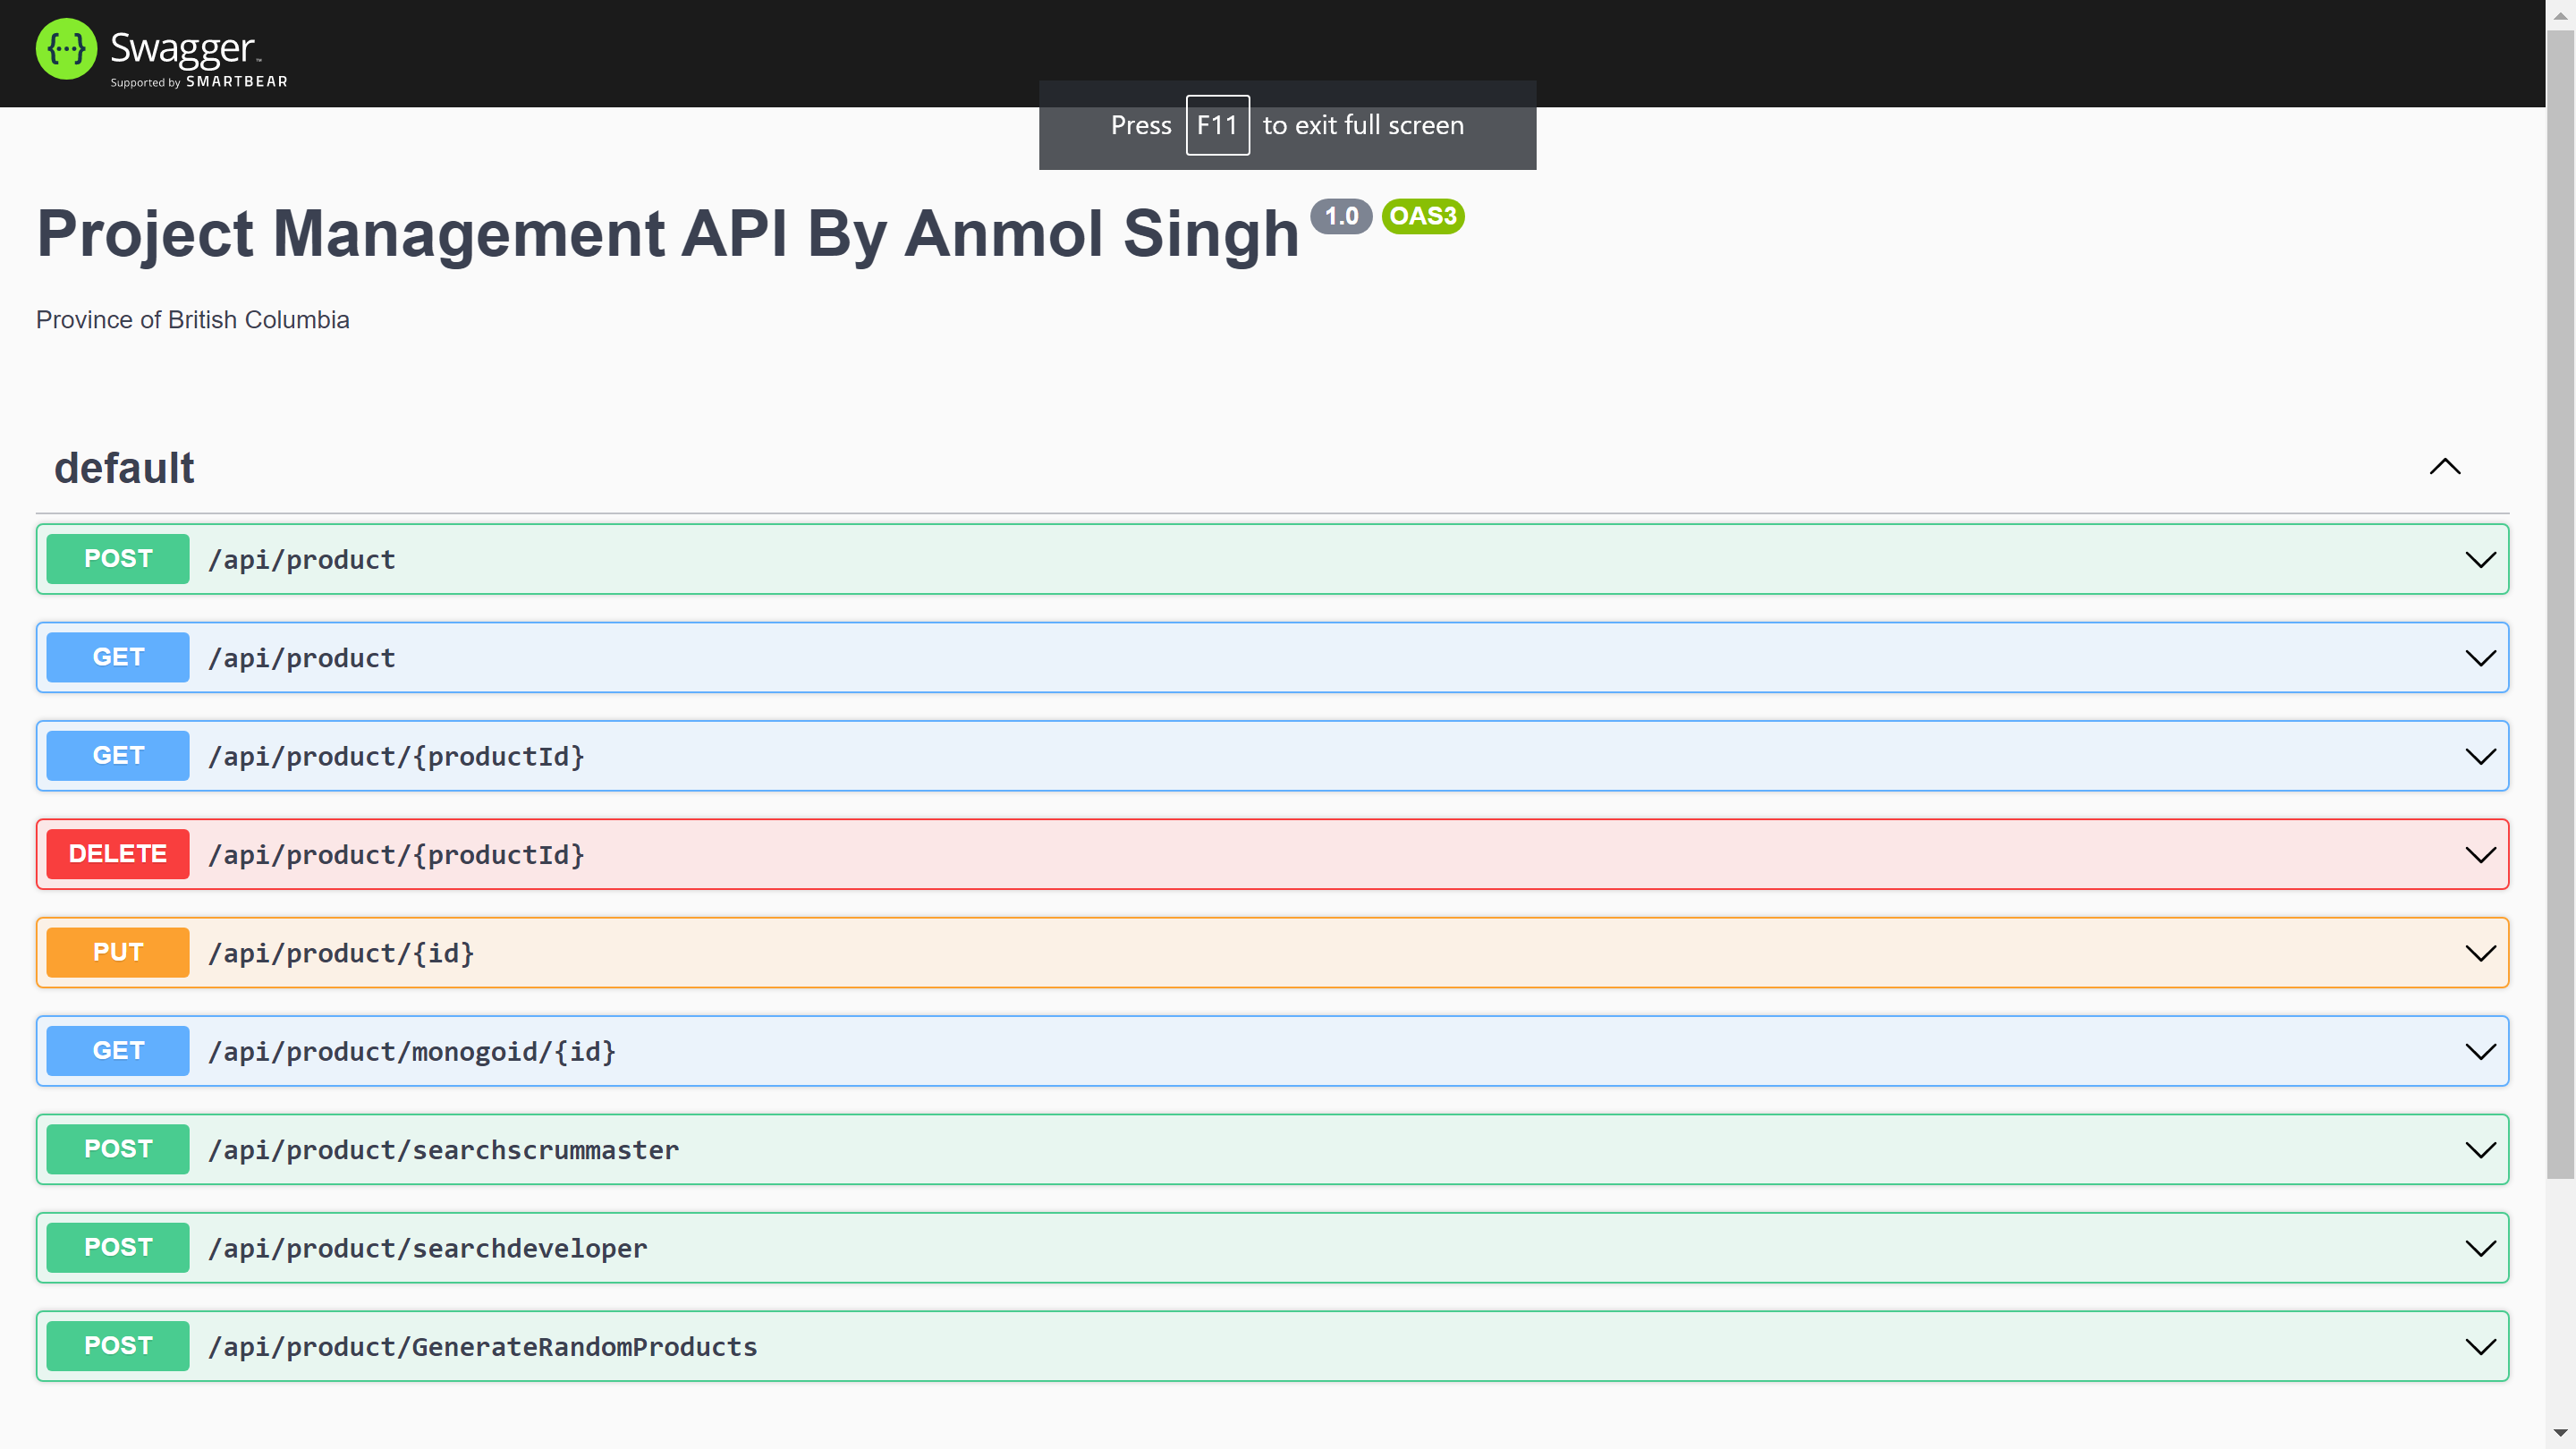 {···} Swagger™
Supported by SMARTBEAR
Press F11 to exit full screen
Project Management API By Anmol Singh 1.0 OAS3
Province of British Columbia
default
POST /api/product
GET /api/product
GET /api/product/{productId}
DELETE /api/product/{productId}
PUT /api/product/{id}
GET /api/product/monogoid/{id}
POST /api/product/searchscrummaster
POST /api/product/searchdeveloper
POST /api/product/GenerateRandomProducts